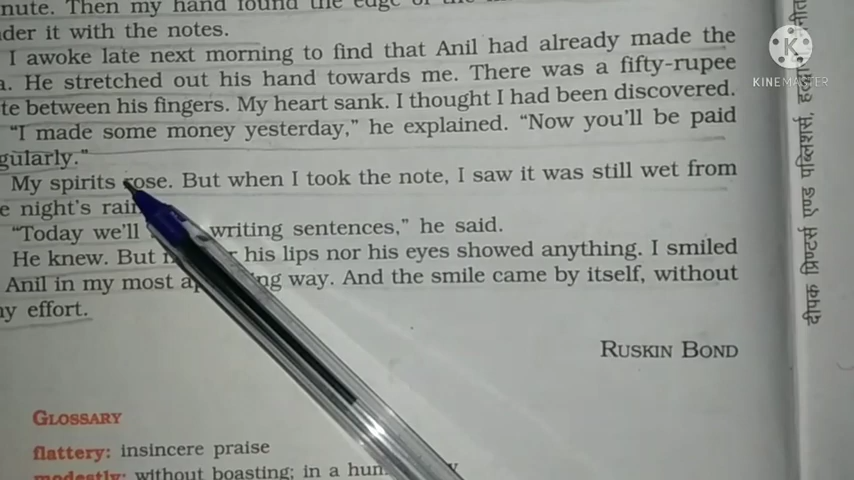 nute. Then my hand found the edge of the
der it with the notes.
I awoke late next morning to find that Anil had already made the
a. He stretched out his hand towards me. There was a fifty-rupee
te between his fingers. My heart sank. I thought I had been discovered.
"I made some money yesterday," he explained. "Now you'll be paid
gularly."
My spirits rose. But when I took the note, I saw it was still wet from
e night's rain
"Today we'll writing sentences," he said.
He knew. But his lips nor his eyes showed anything. I smiled
Anil in my most way. And the smile came by itself, without
ny effort.
RUSKIN BOND
GLOSSARY
flattery: insincere praise
modestly: without boasting; in a
K
KINEMASTER
दीपक प्रिण्टर्स एण्ड पब्लिशर्स,